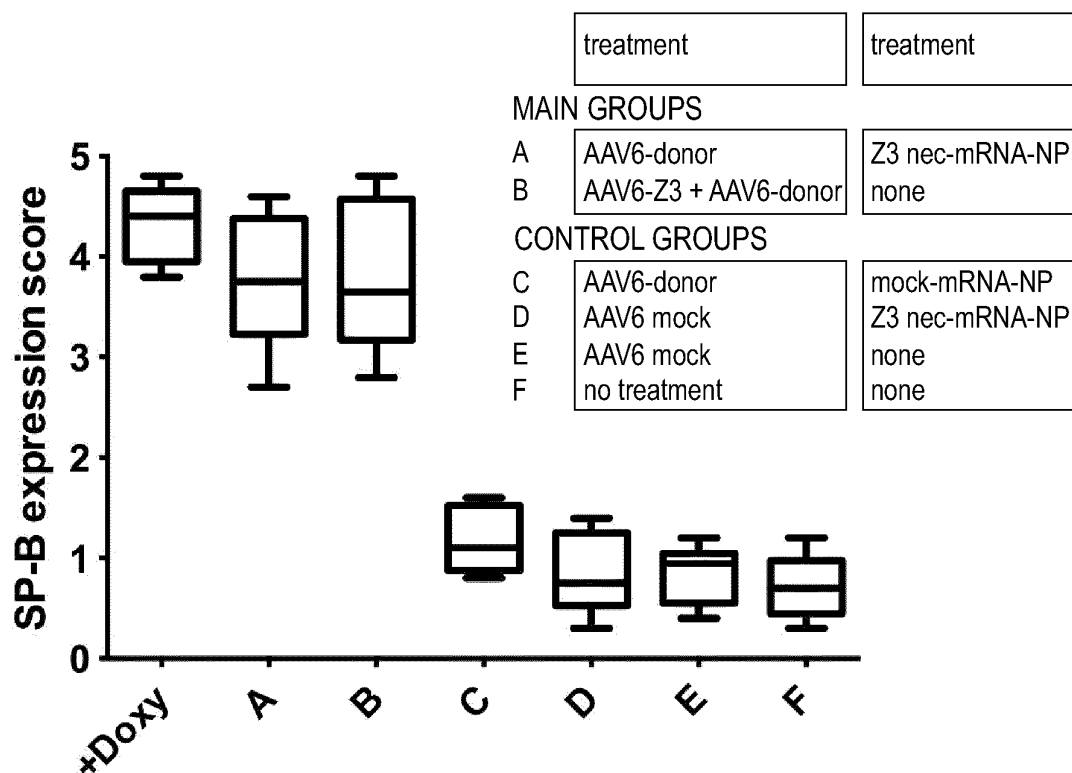 treatment treatment
MAIN GROUPS
A AAV6-donor Z3 nec-mRNA-NP
B AAV6-Z3 + AAV6-donor none
CONTROL GROUPS
C AAV6-donor mock-mRNA-NP
D AAV6 mock Z3 nec-mRNA-NP
E AAV6 mock none
F no treatment none
SP-B expression score
5
4
3
2
1
0
+Doxy A B C D E F